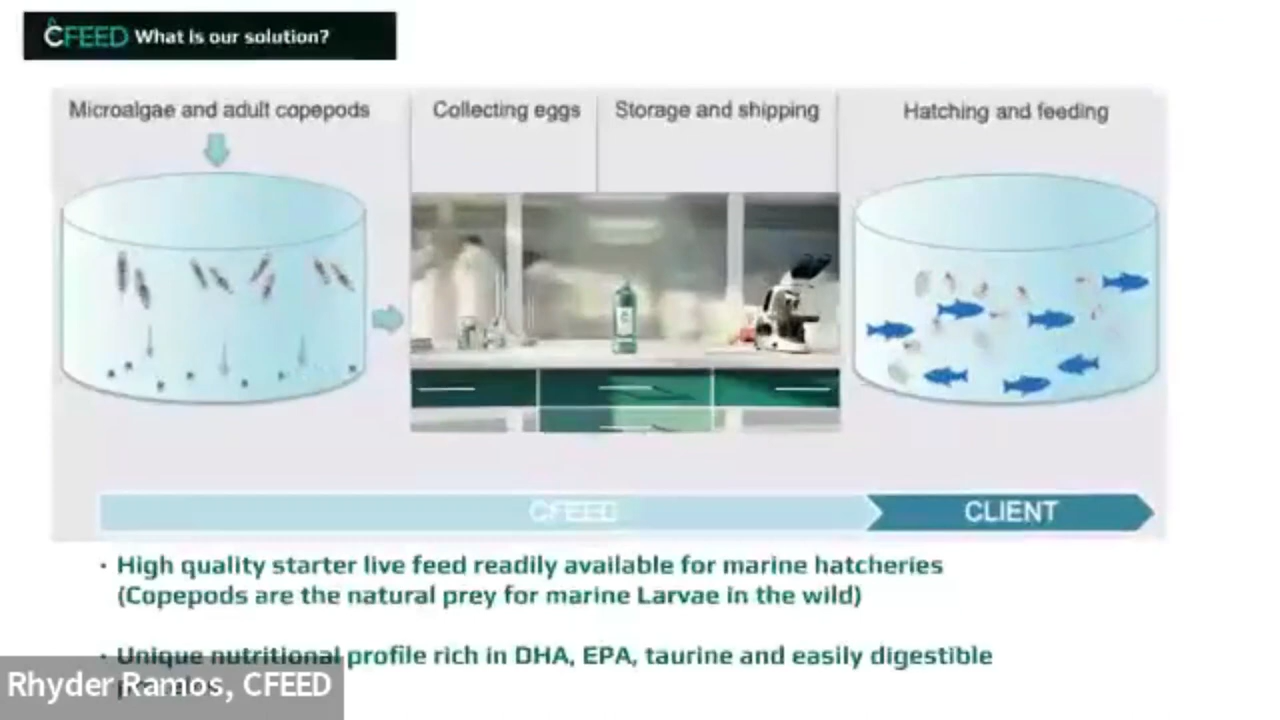 CFEED What is our solution?
Microalgae and adult copepods
Collecting eggs
Storage and shipping
Hatching and feeding
CFEED
CLIENT
· High quality starter live feed readily available for marine hatcheries
(Copepods are the natural prey for marine Larvae in the wild)
· Unique nutritional profile rich in DHA, EPA, taurine and easily digestible
Rhyder Ramos, CFEED